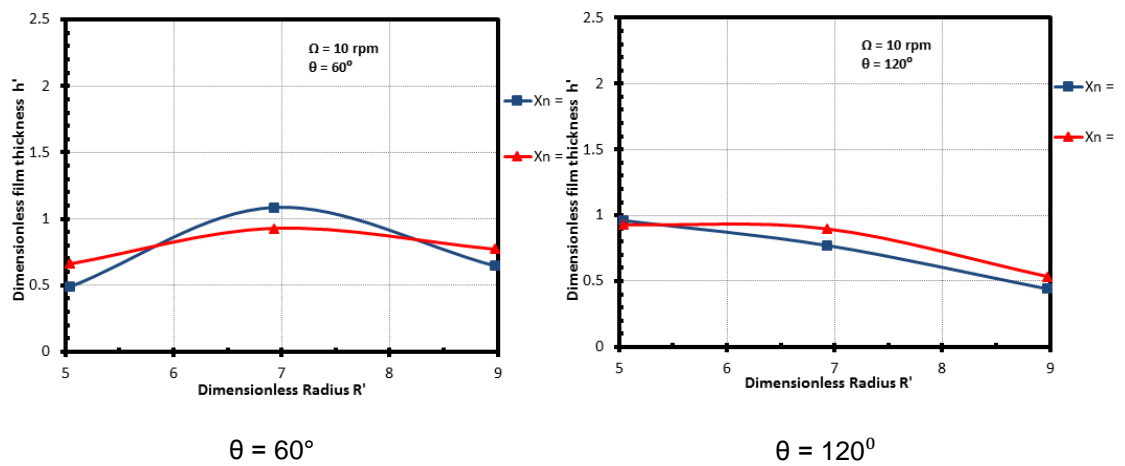 2.5
2
1.5
1
0.5
0
Dimensionless film thickness h'
Ω = 10 rpm
θ = 60⁰
Xn =
Xn =
5 6 7 8 9
Dimensionless Radius R'
θ = 60°
2.5
2
1.5
1
0.5
0
Dimensionless film thickness h'
Ω = 10 rpm
θ = 120⁰
Xn =
Xn =
5 6 7 8 9
Dimensionless Radius R'
θ = 120⁰